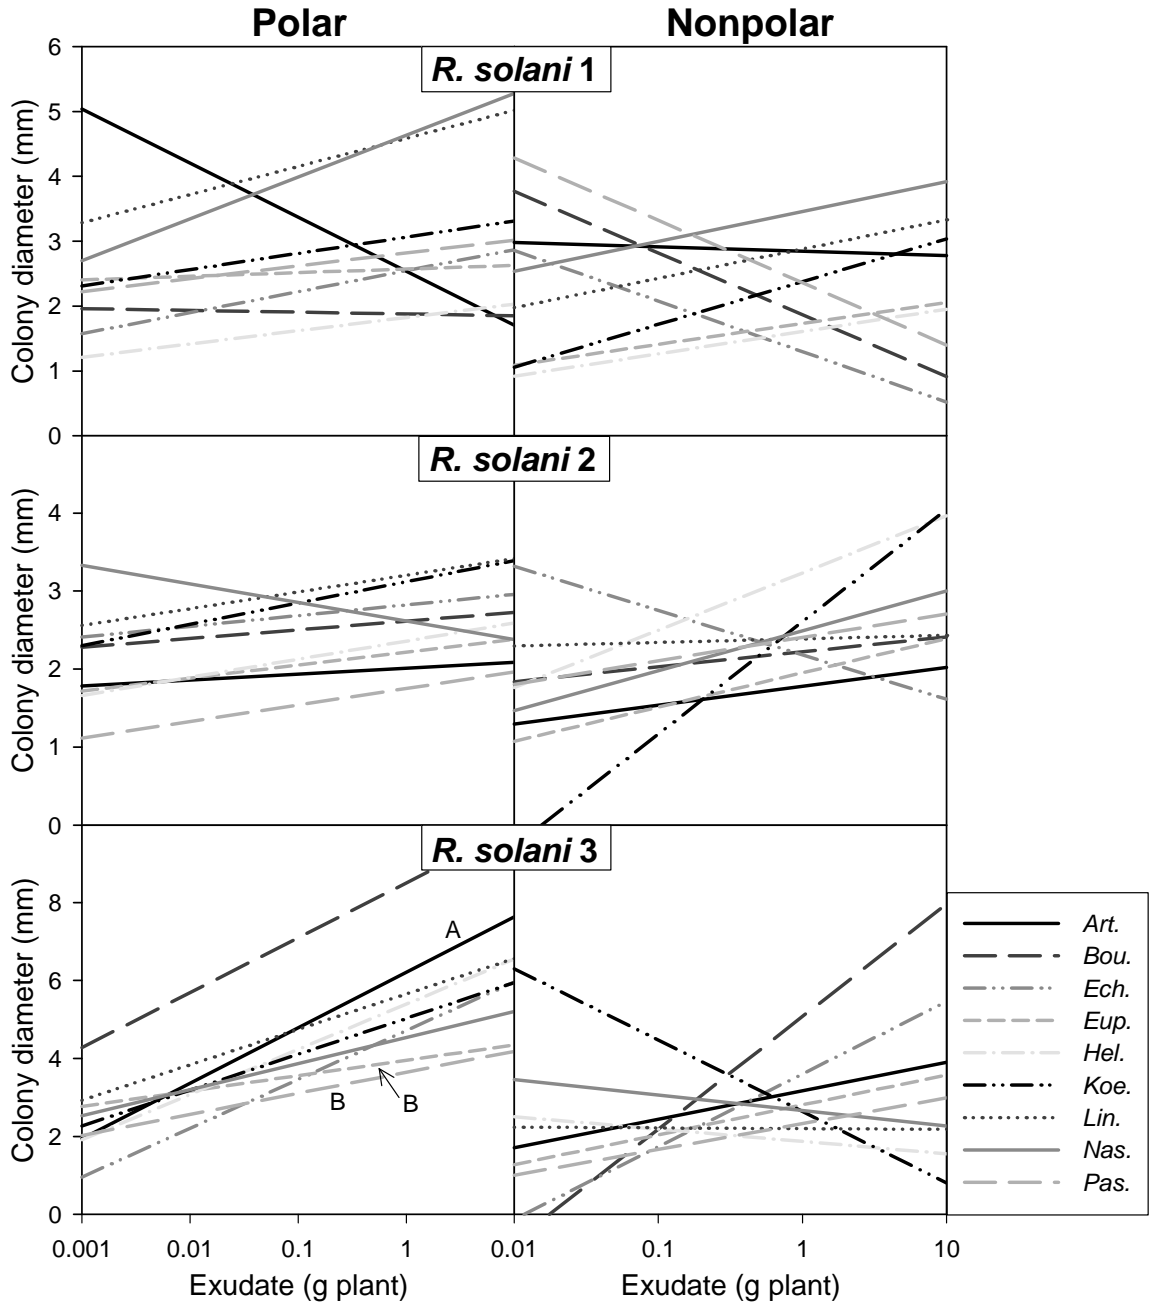 Polar Nonpolar
R. solani 1
6
5
4
3
2
1
0
Colony diameter (mm)
R. solani 2
4
3
2
1
0
Colony diameter (mm)
R. solani 3
8
6
4
2
0
Colony diameter (mm)
A
B B
Art.
Bou.
Ech.
Eup.
Hel.
Koe.
Lin.
Nas.
Pas.
0.001 0.01 0.1 1 0.01 0.1 1 10
Exudate (g plant) Exudate (g plant)